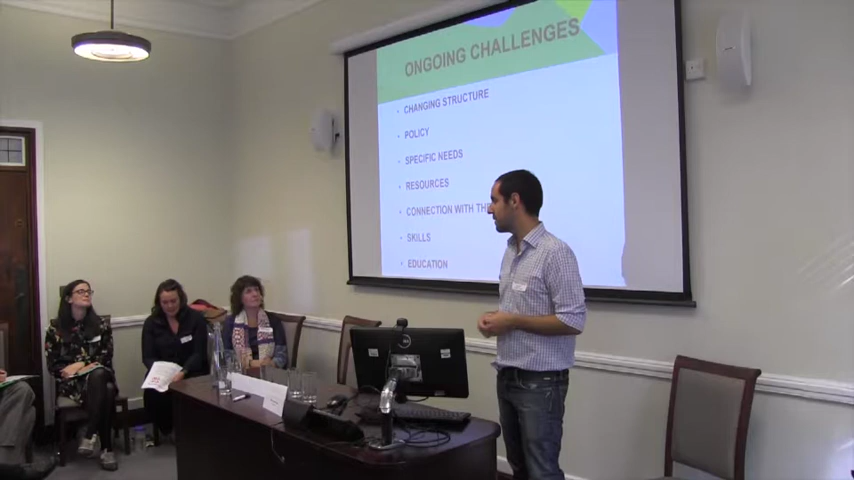 ONGOING CHALLENGES
• CHANGING STRUCTURE
• POLICY
• SPECIFIC NEEDS
• RESOURCES
• CONNECTION WITH THE
• SKILLS
• EDUCATION